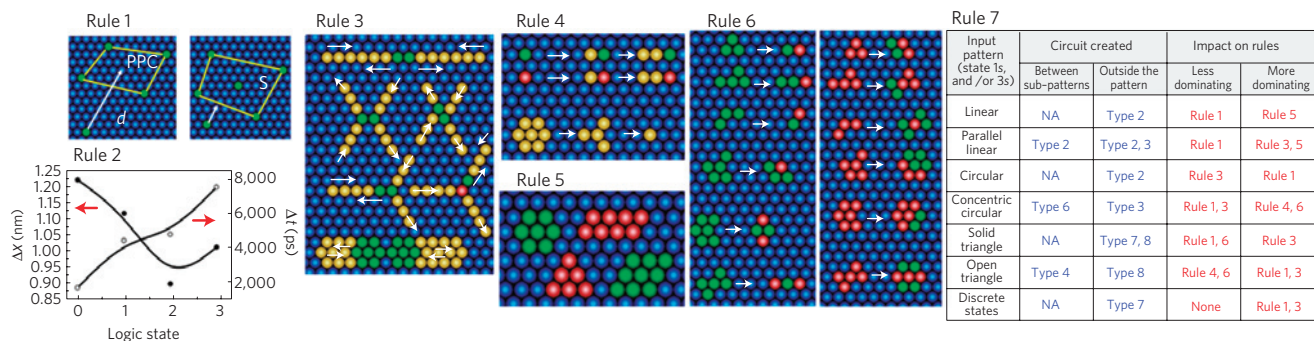 Rule 1
PPC
d
S
Rule 2
1.25
1.20
1.15
1.10
1.05
1.00
0.95
0.90
0.85
ΔX (nm)
8,000
6,000
4,000
2,000
Δt (ps)
0
1
2
3
Logic state
Rule 3
Rule 4
Rule 5
Rule 6
Rule 7
Input pattern (state 1s, and /or 3s)
Circuit created
Impact on rules
Between sub-patterns
Outside the pattern
Less dominating
More dominating
Linear NA Type 2 Rule 1 Rule 5
Parallel linear Type 2 Type 2, 3 Rule 1 Rule 3, 5
Circular NA Type 2 Rule 3 Rule 1
Concentric circular Type 6 Type 3 Rule 1, 3 Rule 4, 6
Solid triangle NA Type 7, 8 Rule 1, 6 Rule 3
Open triangle Type 4 Type 8 Rule 4, 6 Rule 1, 3
Discrete states NA Type 7 None Rule 1, 3